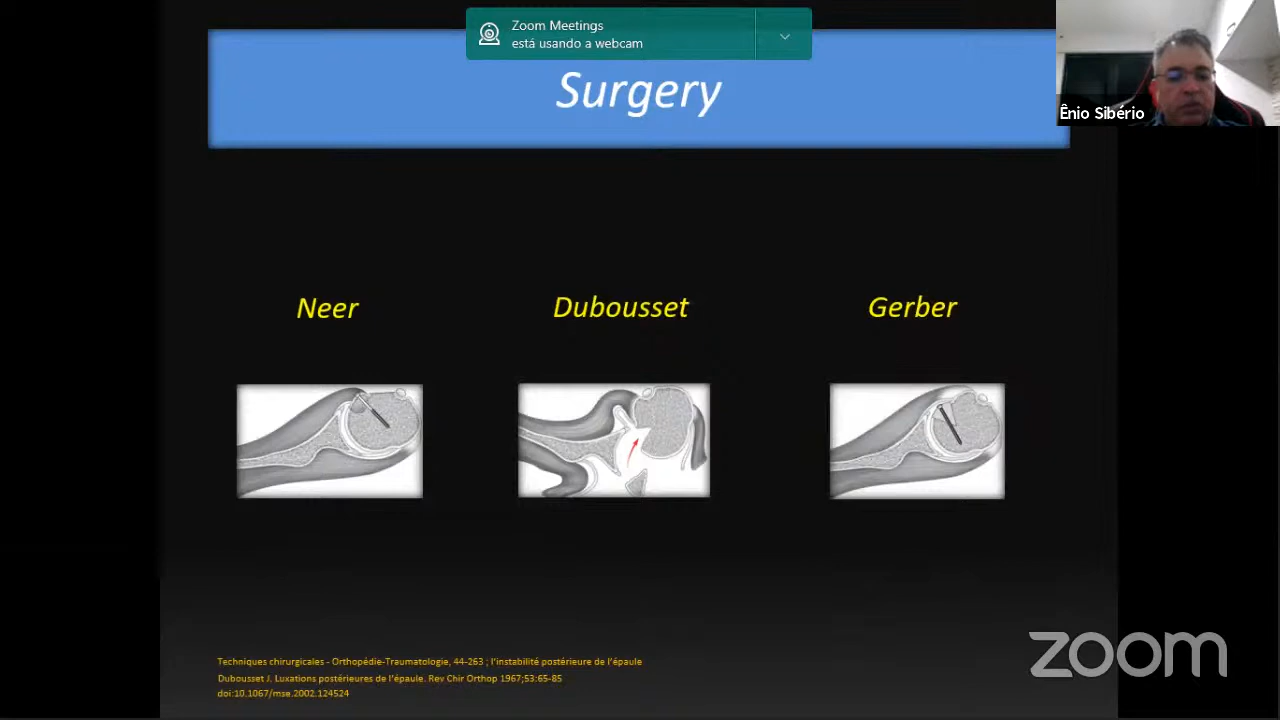 Zoom Meetings
está usando a webcam
Surgery
Ênio Sibério
Neer
Dubousset
Gerber
Techniques chirurgicales - Orthopédie-Traumatologie, 44-263 ; l'instabilité postérieure de l'épaule
Dubousset J. Luxations postérieures de l'épaule. Rev Chir Orthop 1967;53:65-85
doi:10.1067/mse.2002.124524
zoom